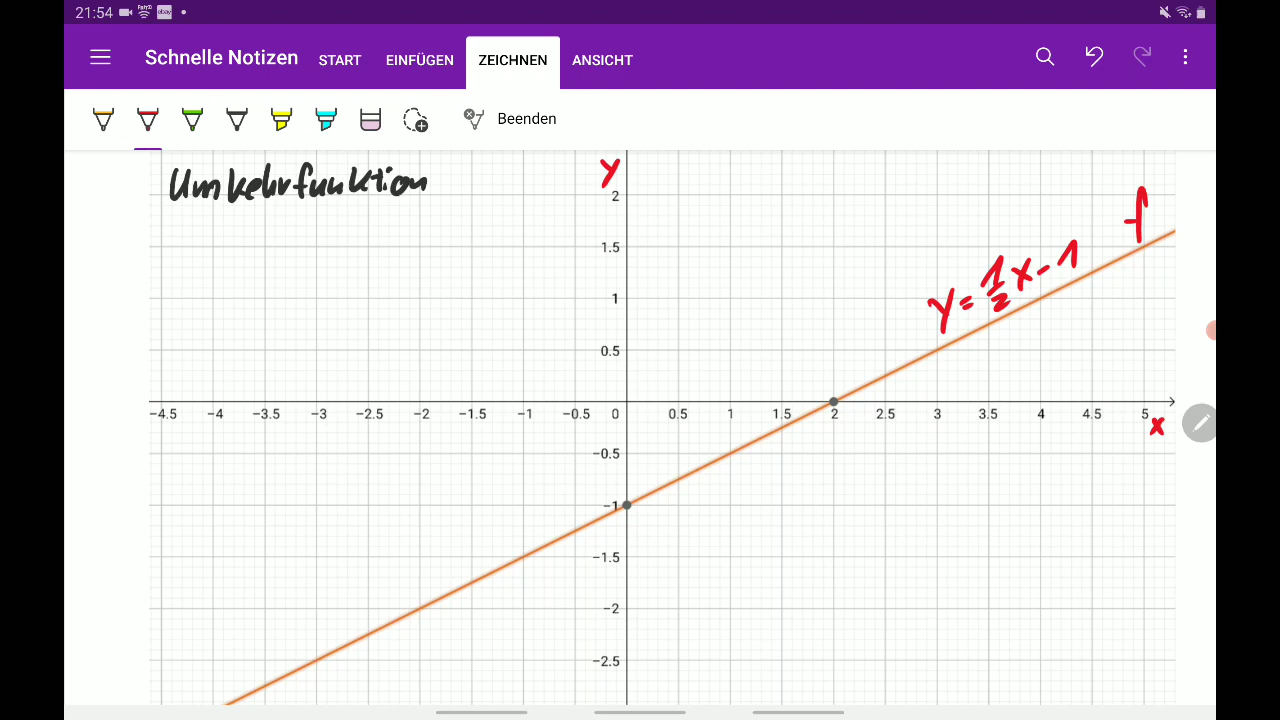 21:54
Schnelle Notizen START EINFÜGEN ZEICHNEN ANSICHT
Beenden
Umkehrfunktion
y
f
y = 1/2 x - 1
2
1.5
1
0.5
−4.5 −4 −3.5 −3 −2.5 −2 −1.5 −1 −0.5 0 0.5 1 1.5 2 2.5 3 3.5 4 4.5 5
x
−0.5
−1
−1.5
−2
−2.5